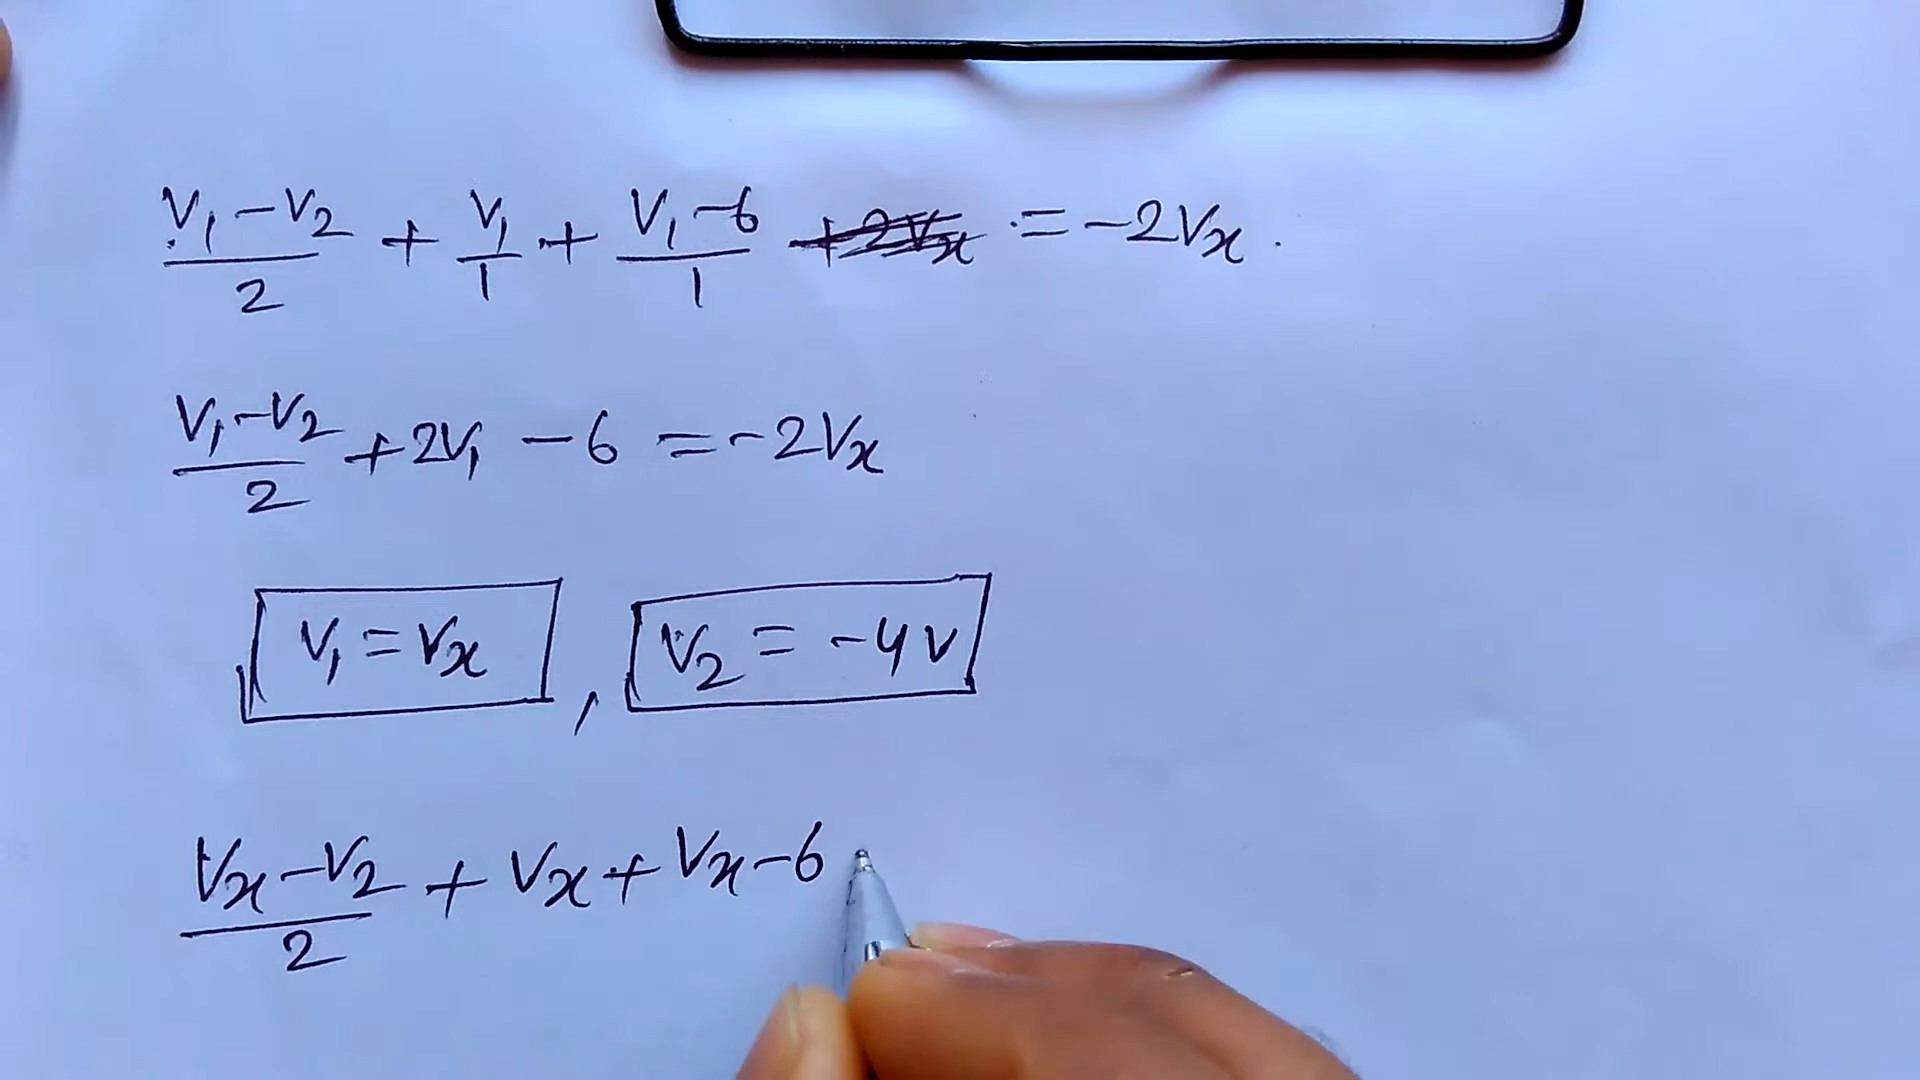 V₁-V₂/2 + V₁/1 + V₁-6/1 +2Vx = -2Vx.
V₁-V₂/2 +2V₁ -6 = -2Vx
V₁ = Vx , V₂ = -4V
Vx-V₂/2 + Vx + Vx-6